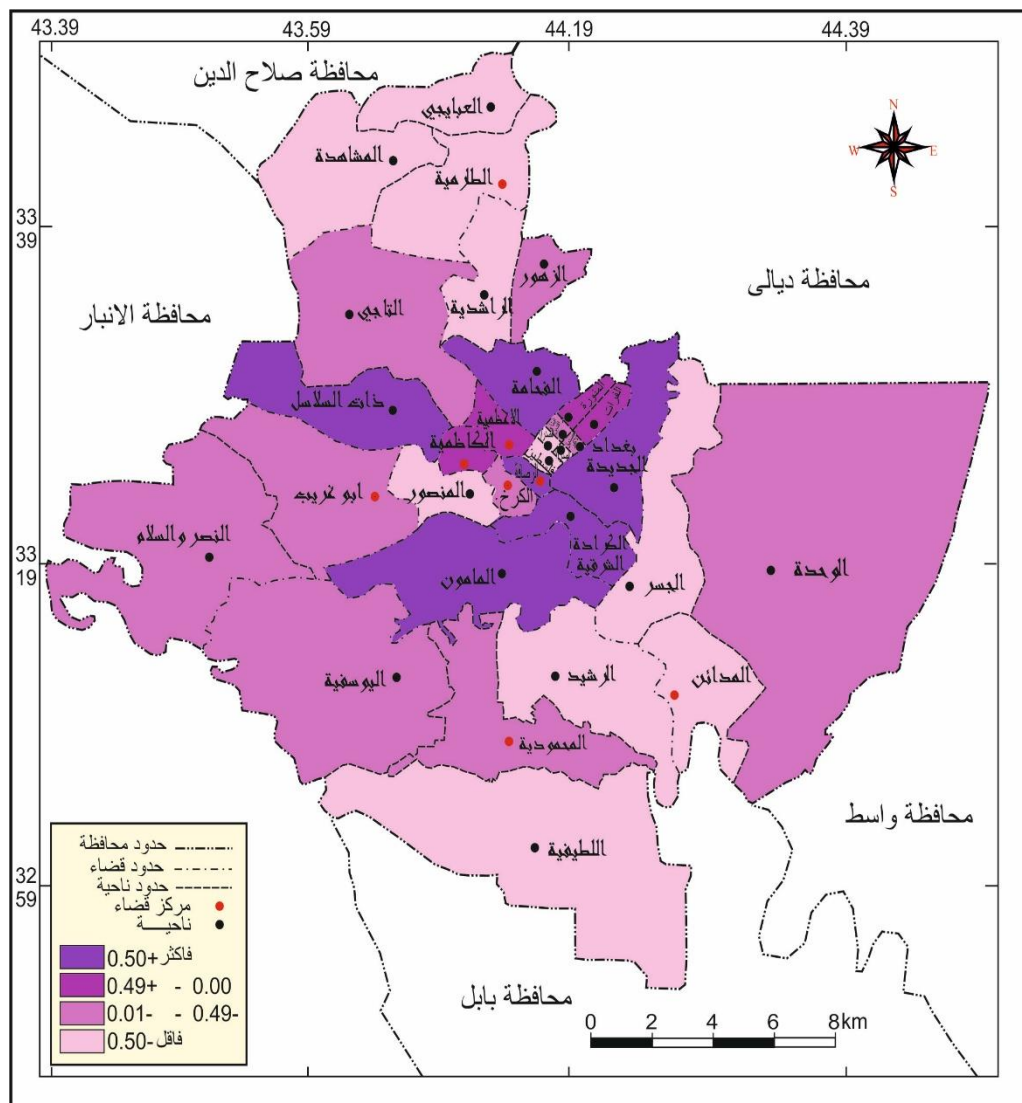 43.39 43.59 44.19 44.39
محافظة صلاح الدين
N
W E
S
العبايجي
المشاهدة
الطارمية
33
39
محافظة ديالى
الزهور
الراشدية
التاجي
محافظة الانبار
الفحامة
ذات السلاسل
الاعظمية
الكاظمية
بغداد
الجديدة
المنصور
الكرخ
ابو غريب
النصر والسلام
33
19
الكرادة
الشرقية
المامون
الجسر
الوحدة
اليوسفية
الرشيد
المدائن
المحمودية
محافظة واسط
اللطيفية
32
59
محافظة بابل
حدود محافظة
حدود قضاء
حدود ناحية
مركز قضاء
ناحيـــة
0.50+ فاكثر
0.49+ - 0.00
0.01- - 0.49-
0.50- فاقل
0 2 4 6 8km